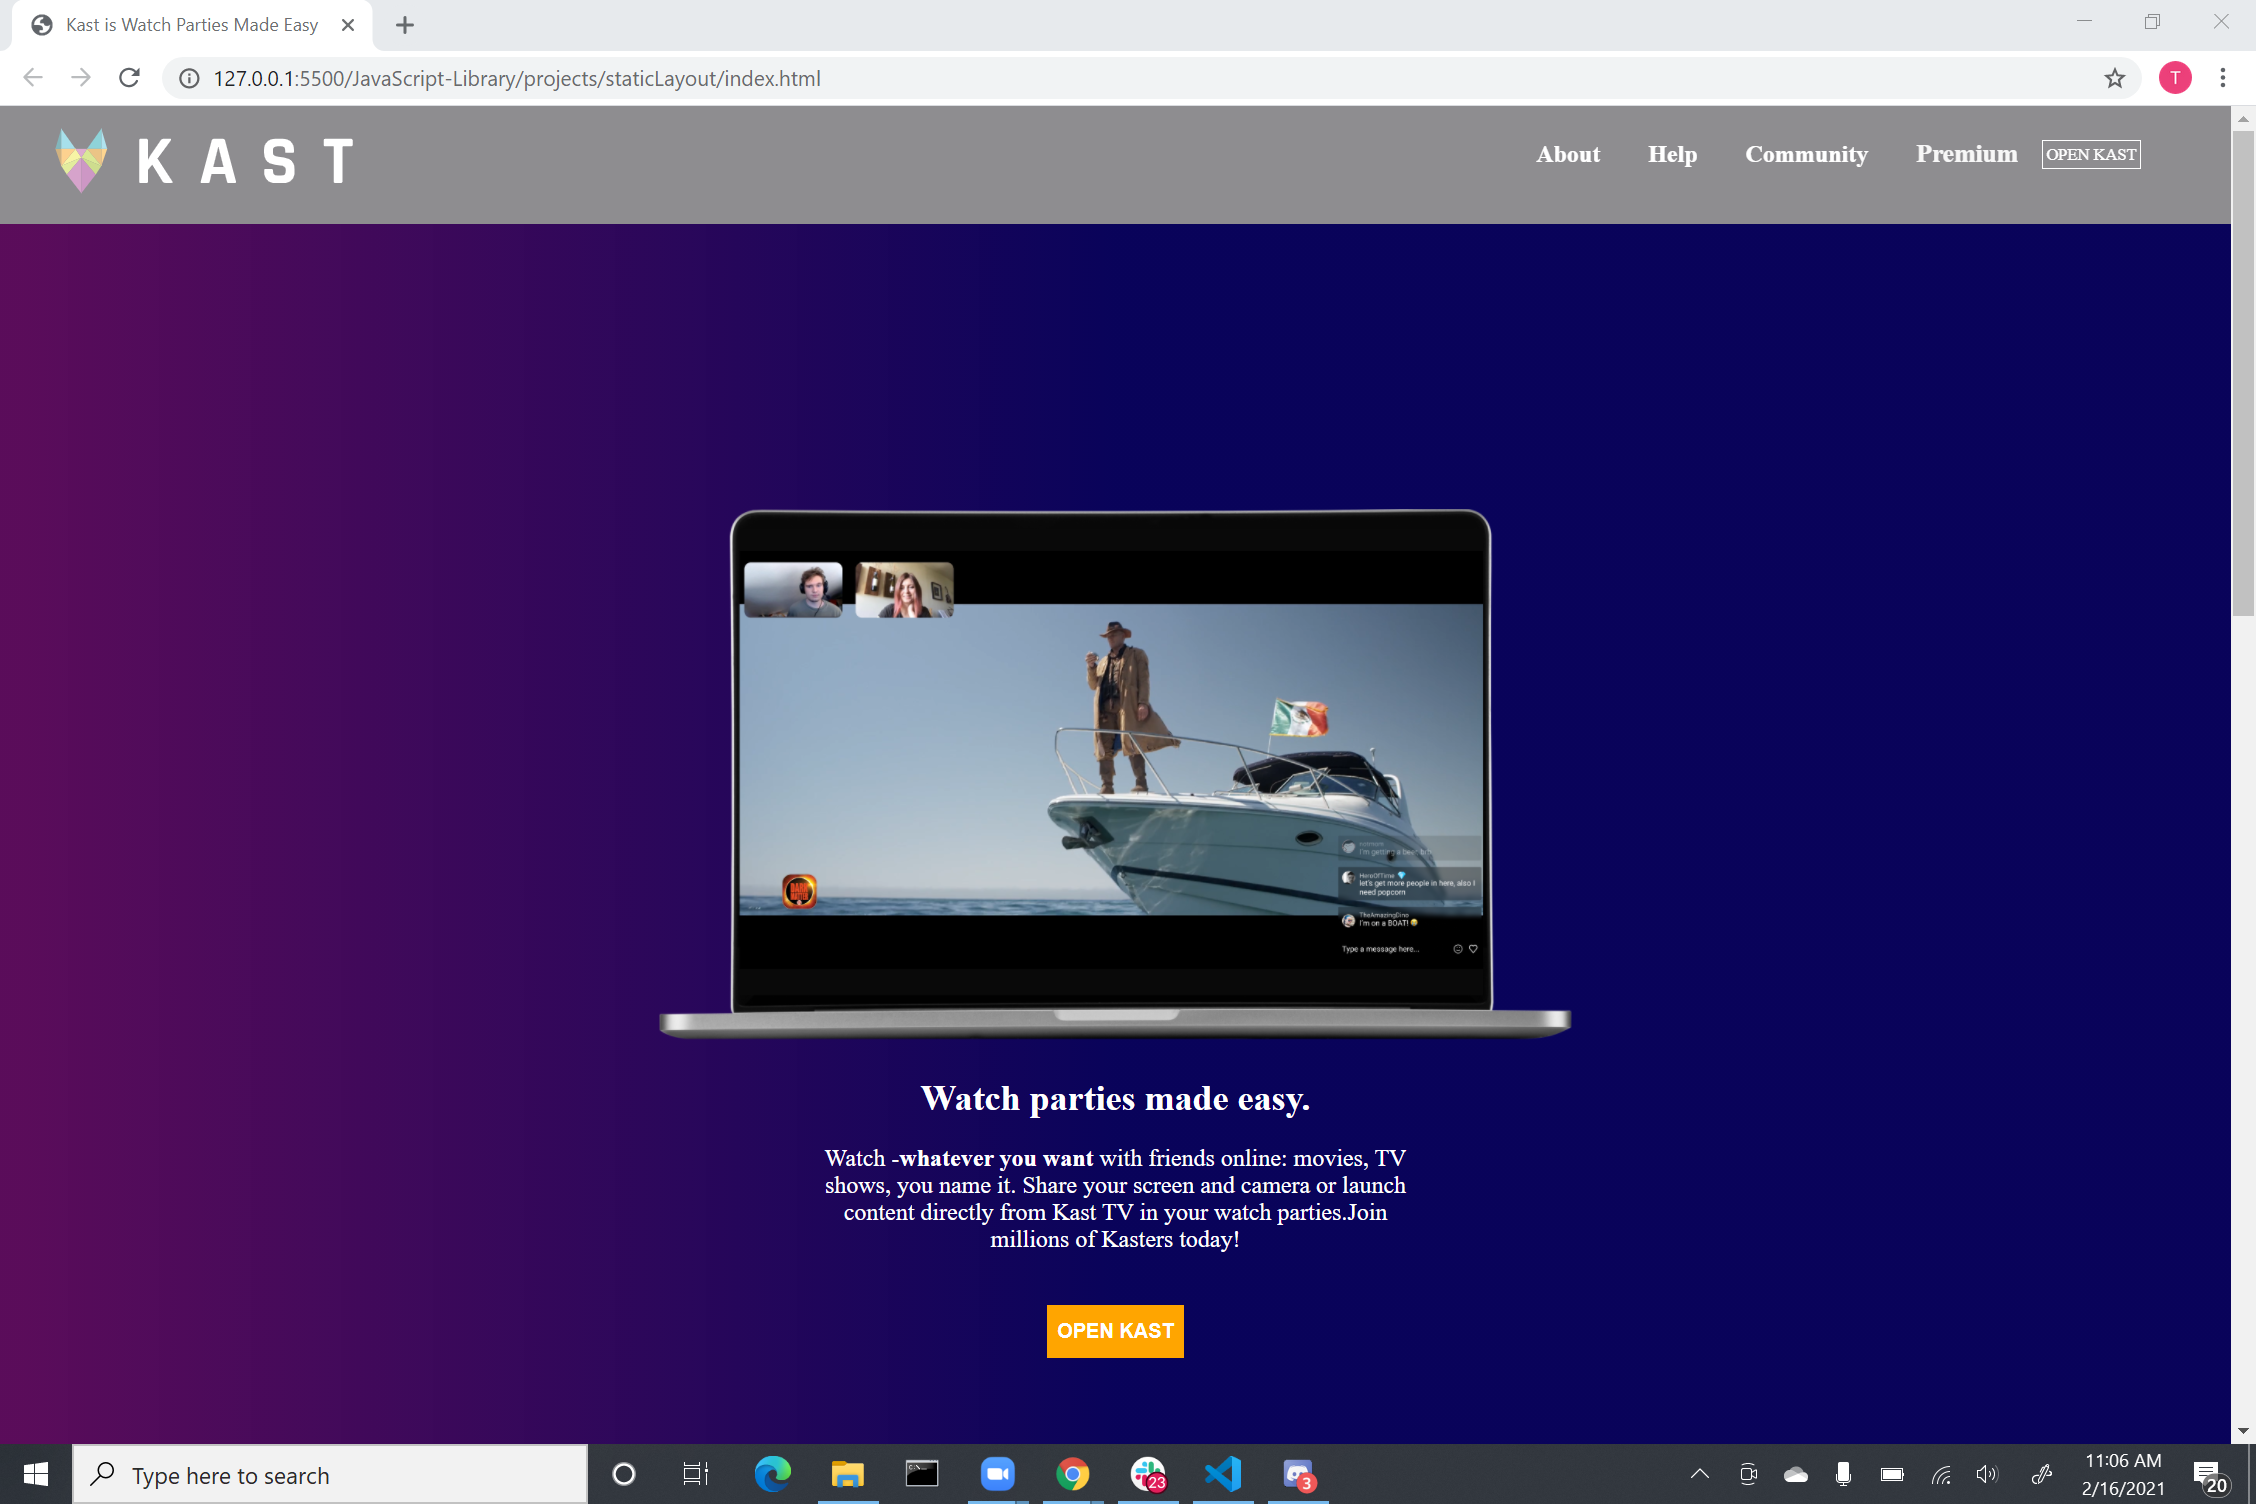 Kast is Watch Parties Made Easy
127.0.0.1:5500/JavaScript-Library/projects/staticLayout/index.html
T
KAST
About Help Community Premium OPEN KAST
DARK MATTER
I'm getting a beer, brb
HeroOfTime
let's get more people in here, also I
need popcorn
TheAmazingDino
I'm on a BOAT!
Type a message here...
Watch parties made easy.
Watch -whatever you want with friends online: movies, TV
shows, you name it. Share your screen and camera or launch
content directly from Kast TV in your watch parties.Join
millions of Kasters today!
OPEN KAST
Type here to search
23
3
11:06 AM
2/16/2021
20